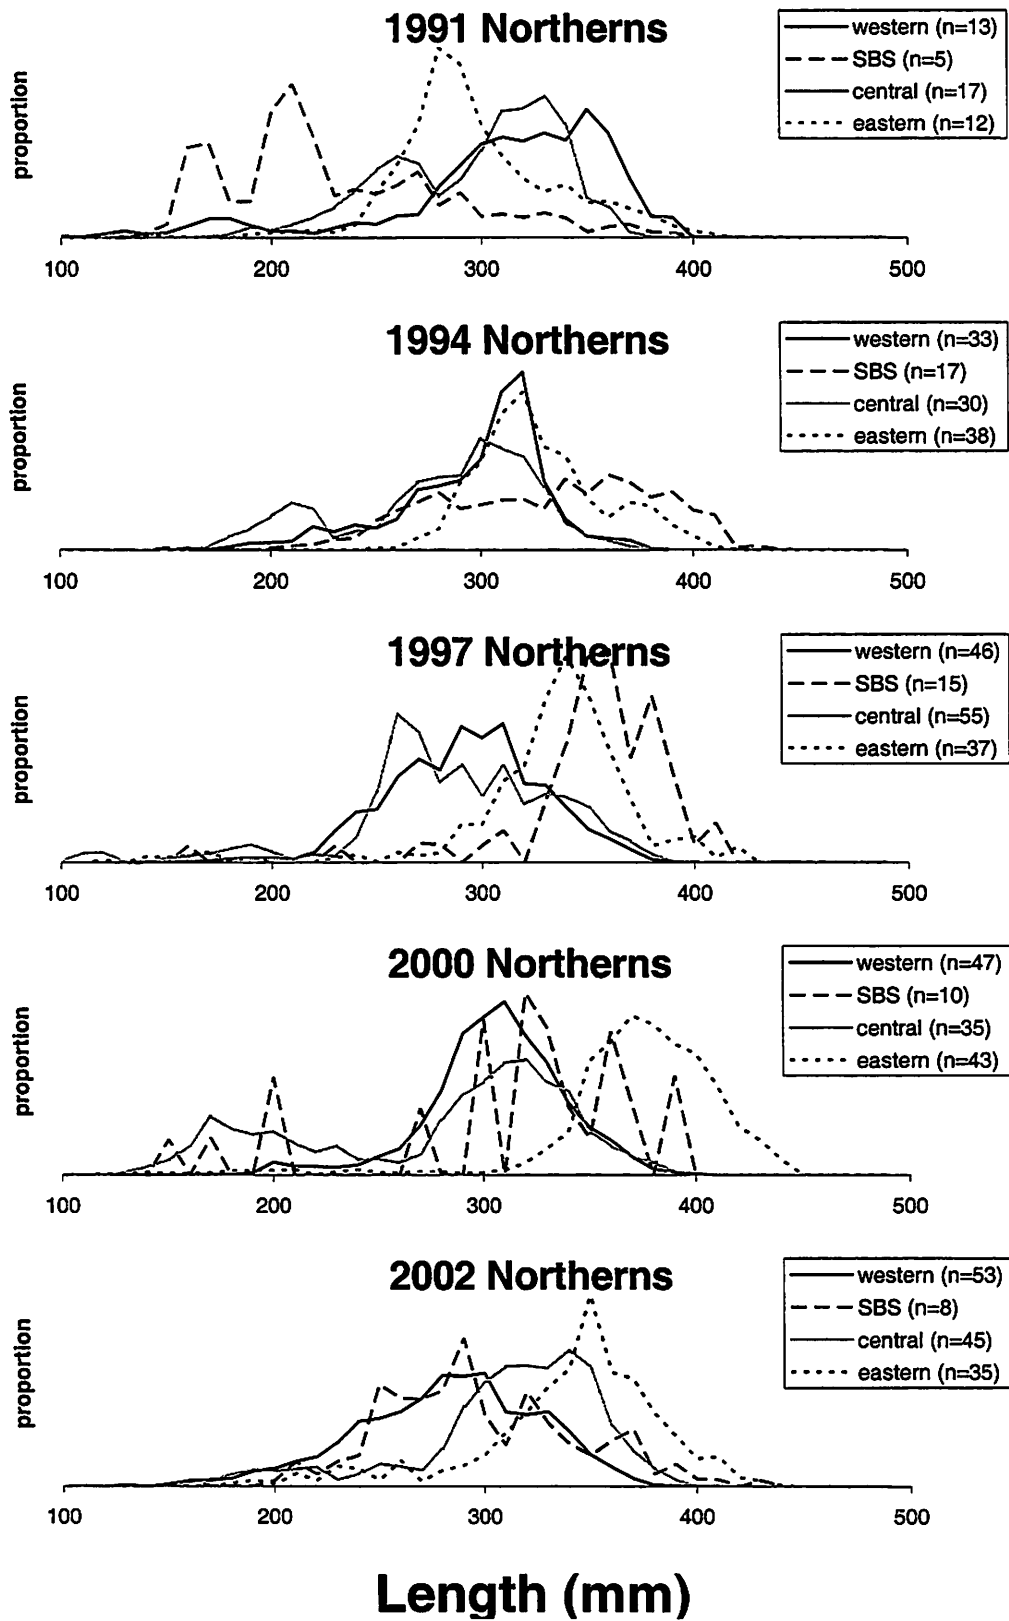 1991 Northerns
western (n=13)
SBS (n=5)
central (n=17)
eastern (n=12)
proportion
100 200 300 400 500
1994 Northerns
western (n=33)
SBS (n=17)
central (n=30)
eastern (n=38)
proportion
100 200 300 400 500
1997 Northerns
western (n=46)
SBS (n=15)
central (n=55)
eastern (n=37)
proportion
100 200 300 400 500
2000 Northerns
western (n=47)
SBS (n=10)
central (n=35)
eastern (n=43)
proportion
100 200 300 400 500
2002 Northerns
western (n=53)
SBS (n=8)
central (n=45)
eastern (n=35)
proportion
100 200 300 400 500
Length (mm)